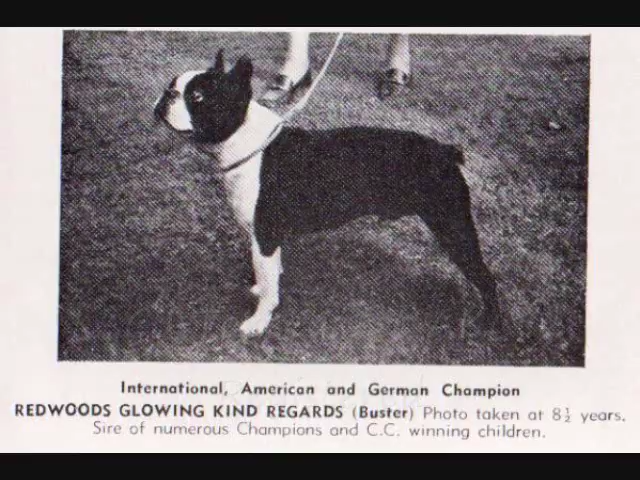 International, American and German Champion
REDWOODS GLOWING KIND REGARDS (Buster) Photo taken at 8½ years.
Sire of numerous Champions and C.C. winning children.